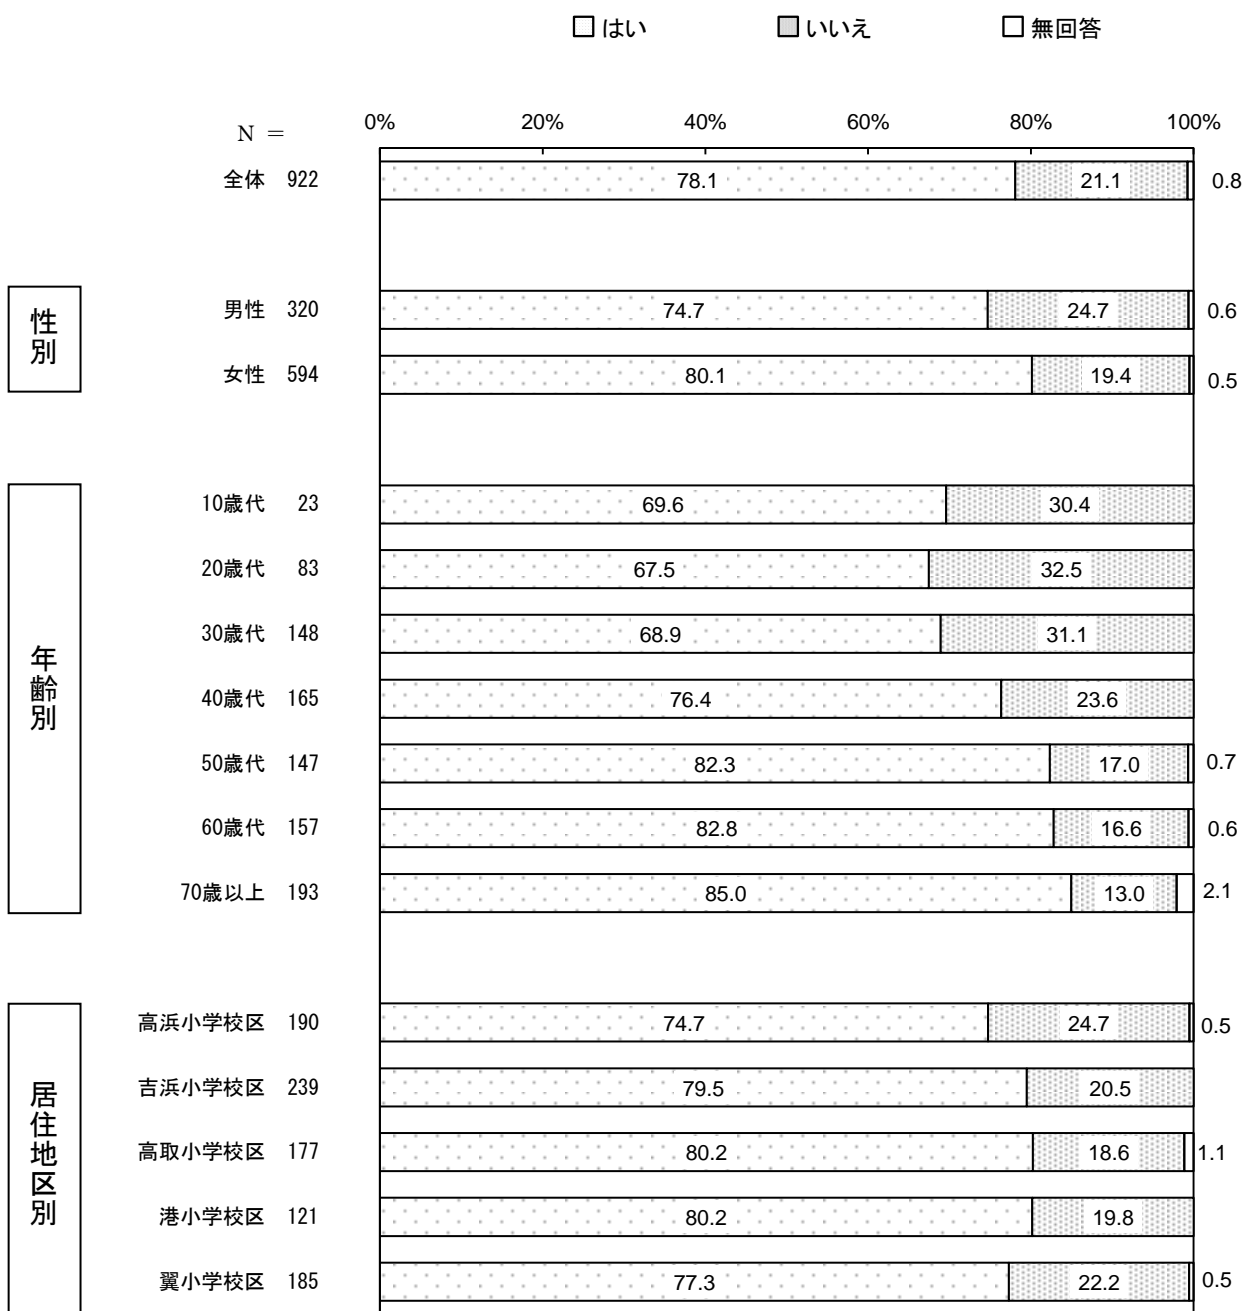 はい いいえ 無回答
N = 0% 20% 40% 60% 80% 100%
全体 922 78.1 21.1 0.8
性別
男性 320 74.7 24.7 0.6
女性 594 80.1 19.4 0.5
年齢別
10歳代 23 69.6 30.4
20歳代 83 67.5 32.5
30歳代 148 68.9 31.1
40歳代 165 76.4 23.6
50歳代 147 82.3 17.0 0.7
60歳代 157 82.8 16.6 0.6
70歳以上 193 85.0 13.0 2.1
居住地区別
高浜小学校区 190 74.7 24.7 0.5
吉浜小学校区 239 79.5 20.5
高取小学校区 177 80.2 18.6 1.1
港小学校区 121 80.2 19.8
翼小学校区 185 77.3 22.2 0.5